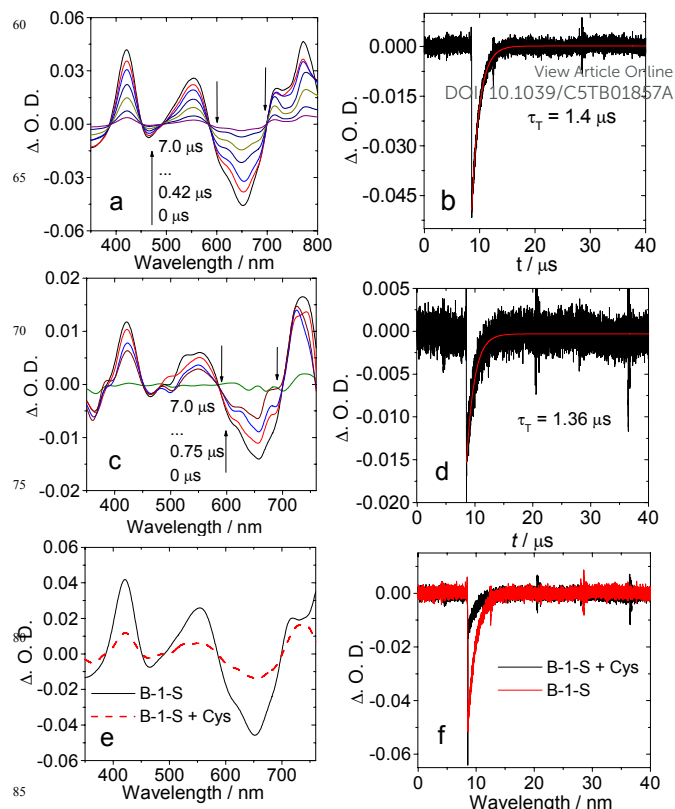 60
0.06
0.03
0.00
-0.03
-0.06
Δ. O. D.
7.0 μs
...
0.42 μs
0 μs
a
400 500 600 700 800
Wavelength / nm
65
0.000
-0.015
-0.030
-0.045
Δ. O. D.
View Article Online
DOI: 10.1039/C5TB01857A
τT = 1.4 μs
b
0 10 20 30 40
t / μs
70
0.02
0.01
0.00
-0.01
-0.02
Δ. O. D.
7.0 μs
...
0.75 μs
0 μs
c
400 500 600 700
Wavelength / nm
75
0.005
0.000
-0.005
-0.010
-0.015
-0.020
Δ. O. D.
τT = 1.36 μs
d
0 10 20 30 40
t / μs
80
0.06
0.04
0.02
0.00
-0.02
-0.04
-0.06
Δ. O. D.
B-1-S
B-1-S + Cys
e
400 500 600 700
Wavelength / nm
85
0.00
-0.02
-0.04
-0.06
Δ. O. D.
B-1-S + Cys
B-1-S
f
0 10 20 30 40
Wavelength / nm